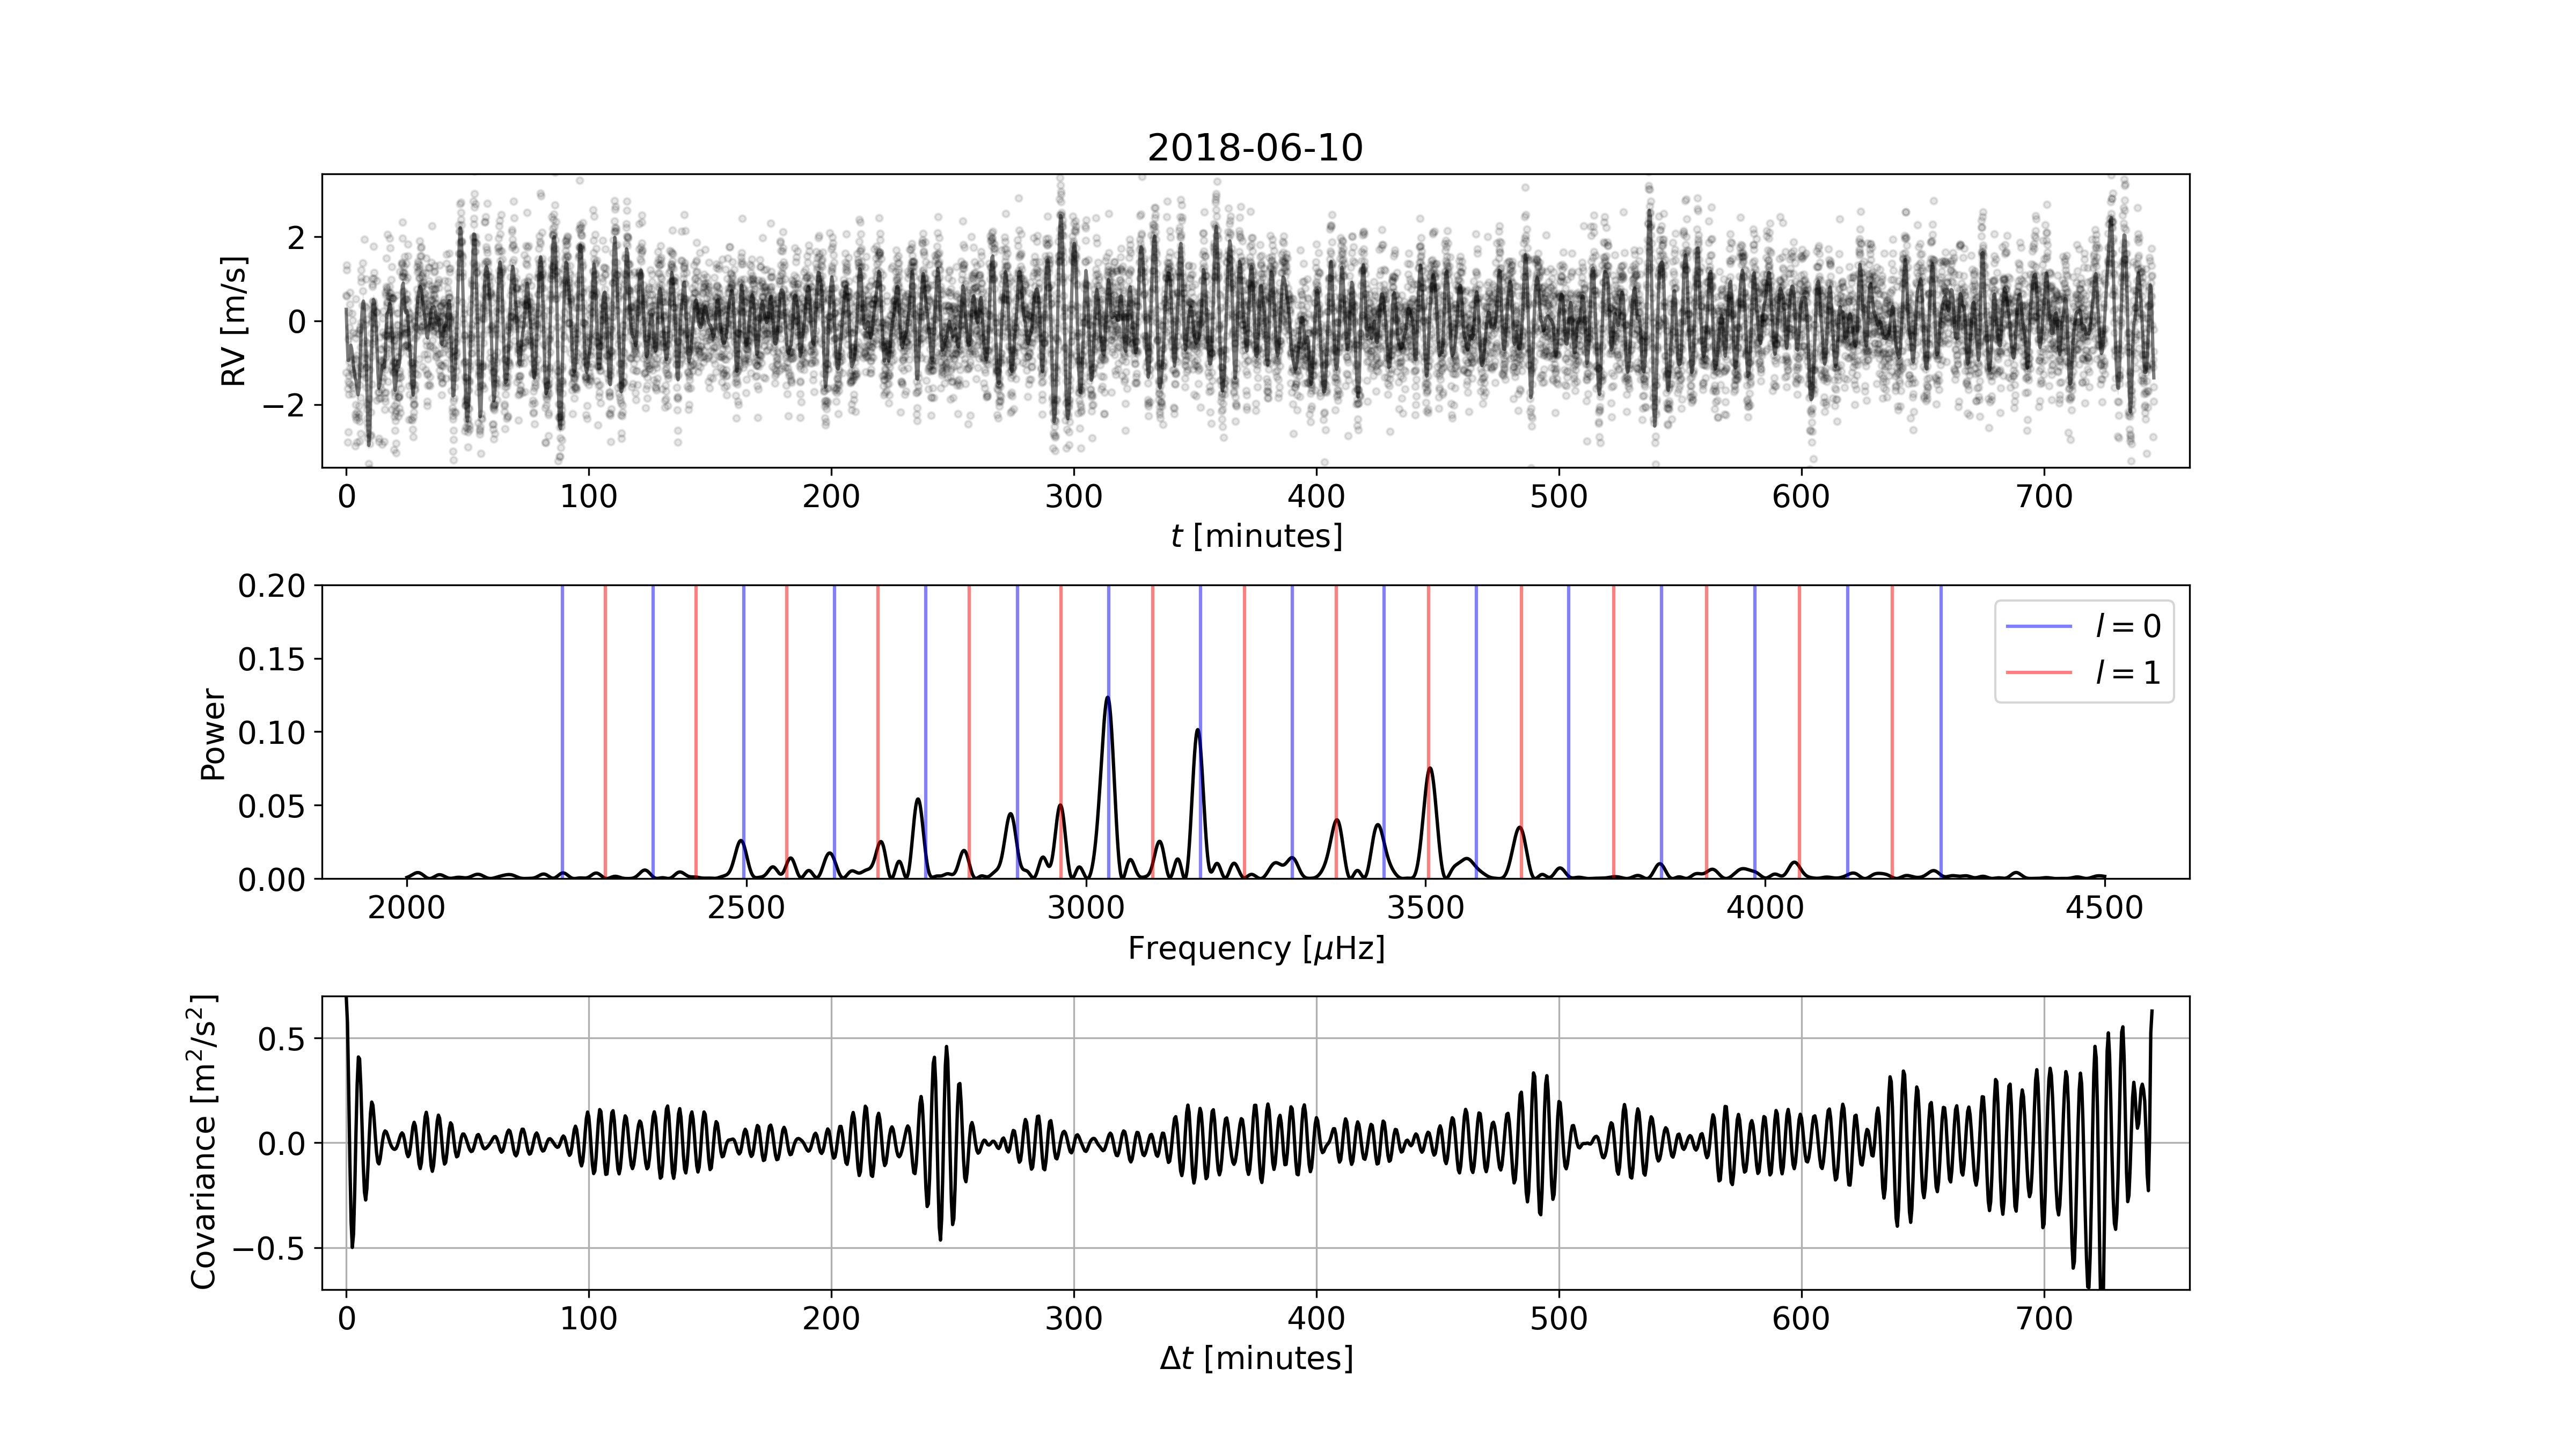 2018-06-10
RV [m/s]
2
0
−2
0 100 200 300 400 500 600 700
t [minutes]
Power
0.20
0.15
0.10
0.05
0.00
l = 0
l = 1
2000 2500 3000 3500 4000 4500
Frequency [μHz]
Covariance [m²/s²]
0.5
0.0
−0.5
0 100 200 300 400 500 600 700
Δt [minutes]